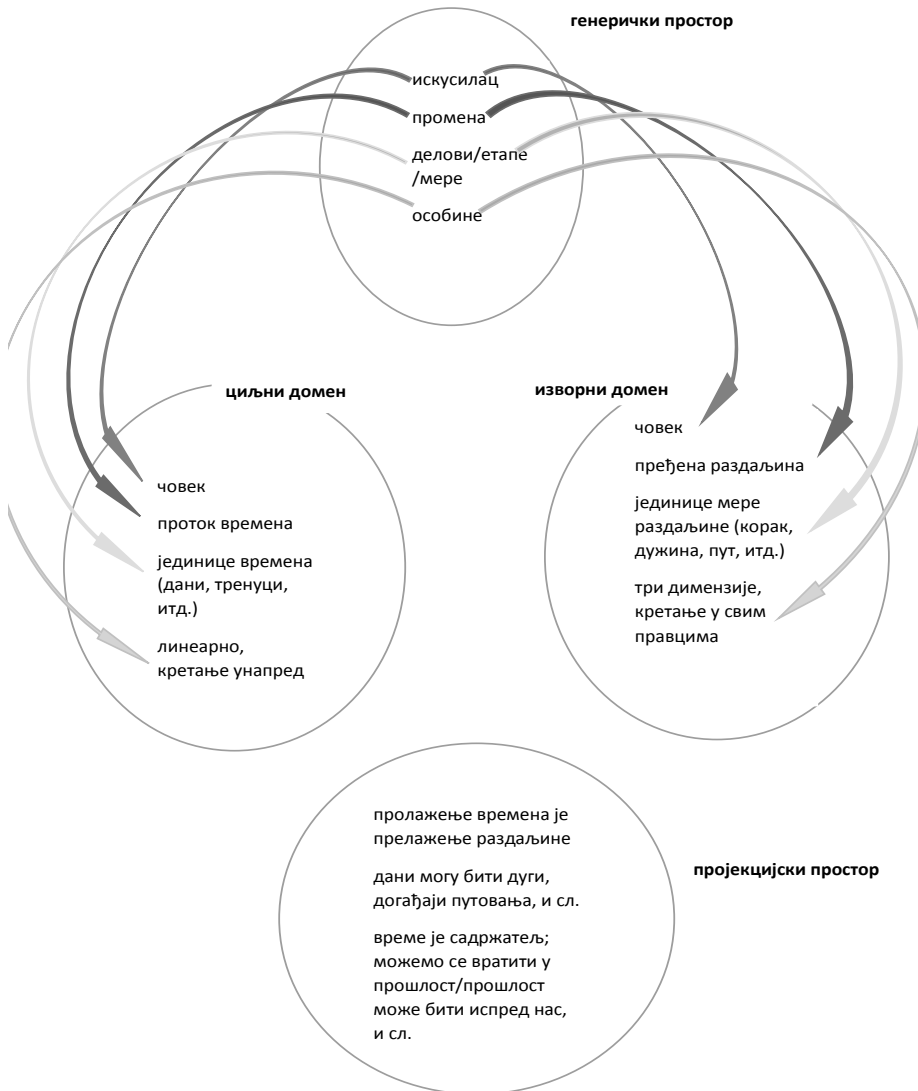 генерички простор
искусилац
промена
делови/етапе
/мере
особине
циљни домен
човек
проток времена
јединице времена
(дани, тренуци,
итд.)
линеарно,
кретање унапред
изворни домен
човек
пређена раздаљина
јединице мере
раздаљине (корак,
дужина, пут, итд.)
три димензије,
кретање у свим
правцима
пролажење времена је
прелажење раздаљине
дани могу бити дуги,
догађаји путовања, и сл.
време је садржатељ;
можемо се вратити у
прошлост/прошлост
може бити испред нас,
и сл.
пројекцијски простор